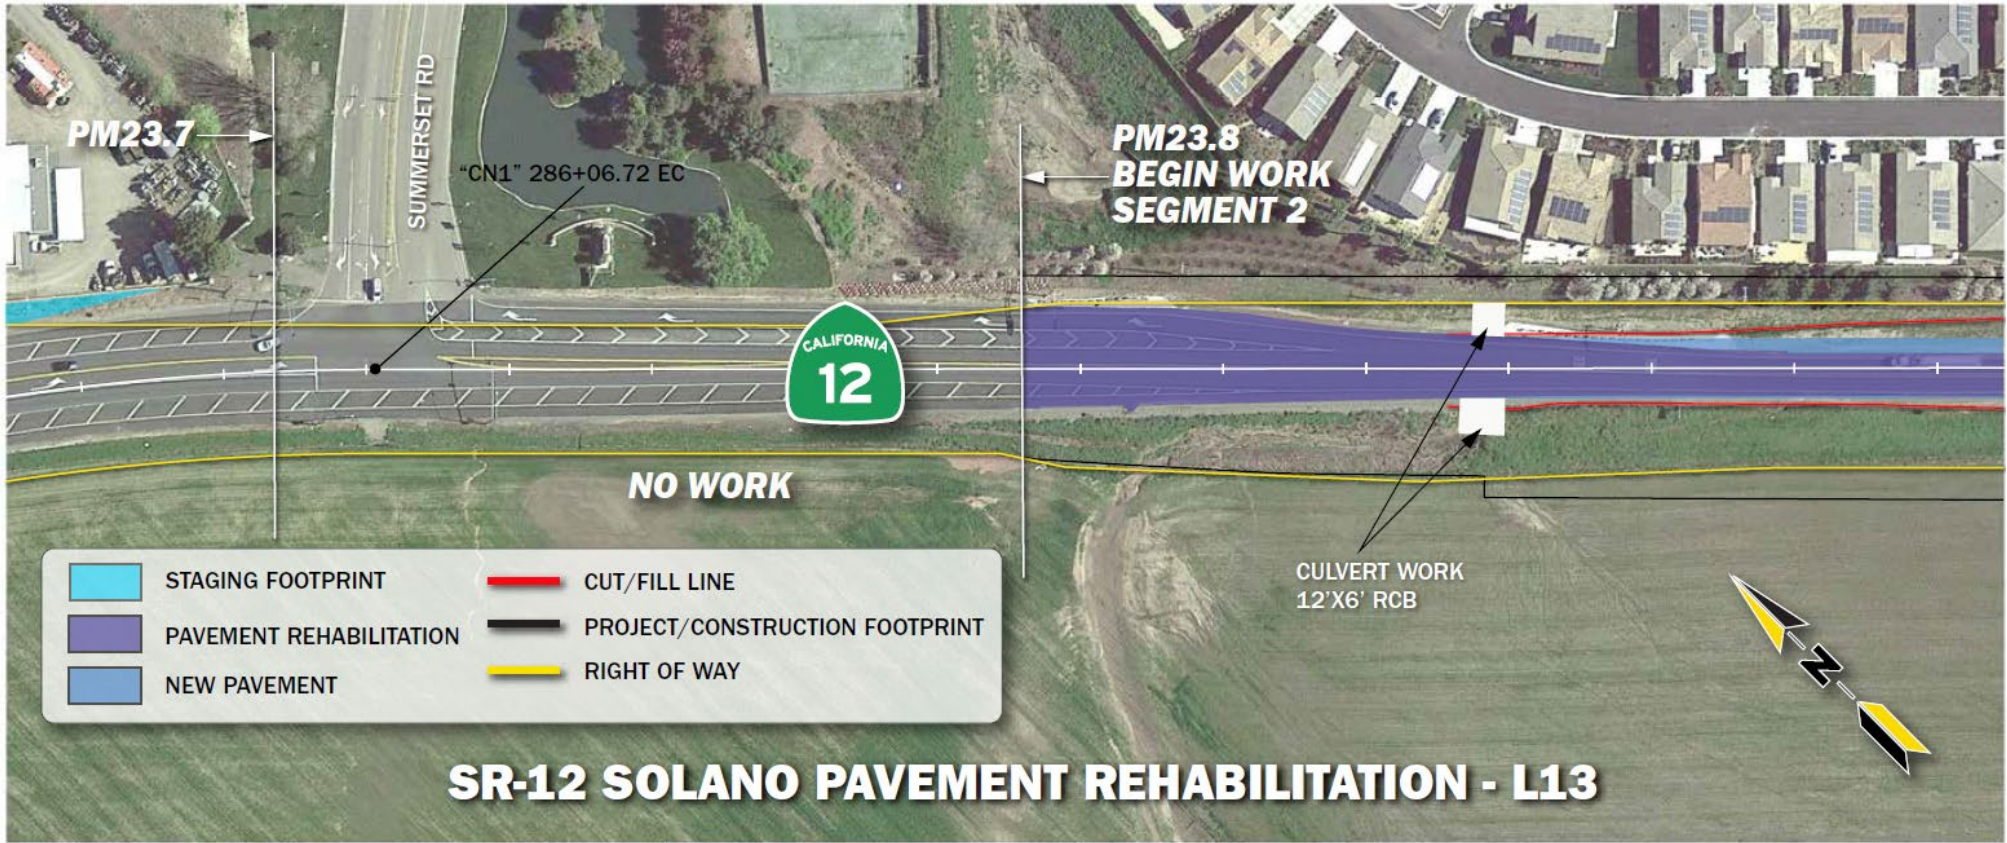 PM23.7
SUMMERSET RD
“CN1” 286+06.72 EC
PM23.8
BEGIN WORK
SEGMENT 2
CALIFORNIA
12
NO WORK
CULVERT WORK
12’X6’ RCB
STAGING FOOTPRINT
PAVEMENT REHABILITATION
NEW PAVEMENT
CUT/FILL LINE
PROJECT/CONSTRUCTION FOOTPRINT
RIGHT OF WAY
N
SR-12 SOLANO PAVEMENT REHABILITATION - L13